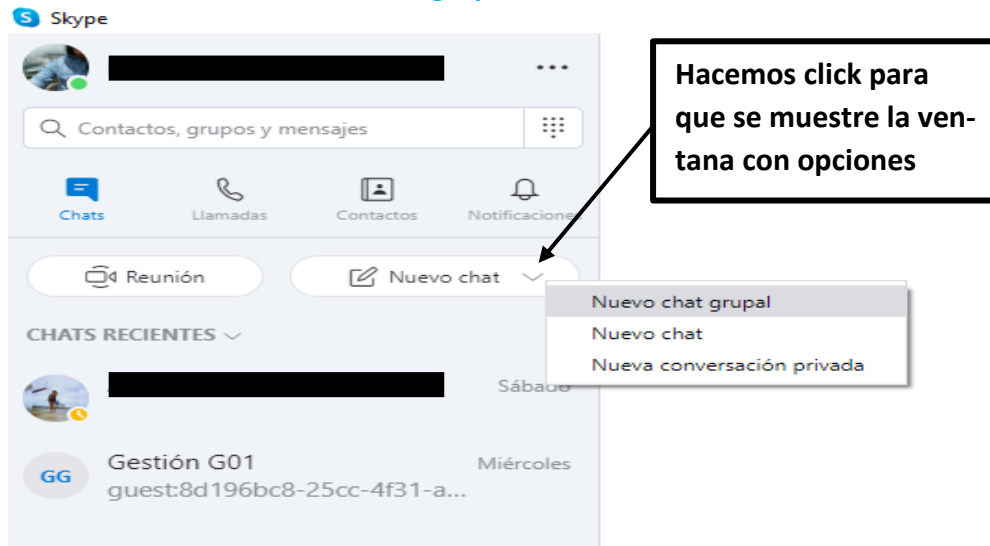 Skype
Hacemos click para
que se muestre la ven-
tana con opciones
Contactos, grupos y mensajes
Chats Llamadas Contactos Notificaciones
Reunión Nuevo chat
Nuevo chat grupal
Nuevo chat
Nueva conversación privada
CHATS RECIENTES
Sábado
GG Gestión G01 Miércoles
guest:8d196bc8-25cc-4f31-a...